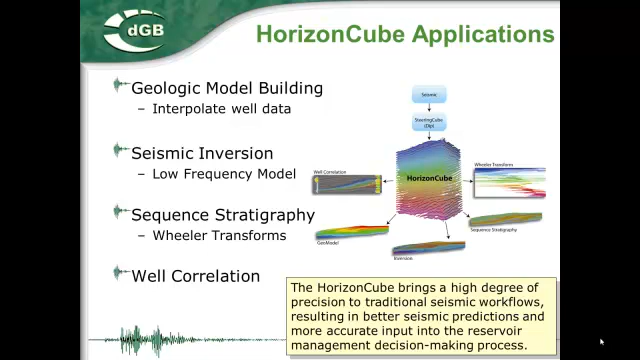 dGB
HorizonCube Applications
Geologic Model Building
– Interpolate well data
Seismic Inversion
– Low Frequency Model
Sequence Stratigraphy
– Wheeler Transforms
Well Correlation
Seismic
SteeringCube
(Dip)
HorizonCube
Well Correlation
Wheeler Transforms
GeoModel
Inversion
Sequence Stratigraphy
The HorizonCube brings a high degree of
precision to traditional seismic workflows,
resulting in better seismic predictions and
more accurate input into the reservoir
management decision-making process.